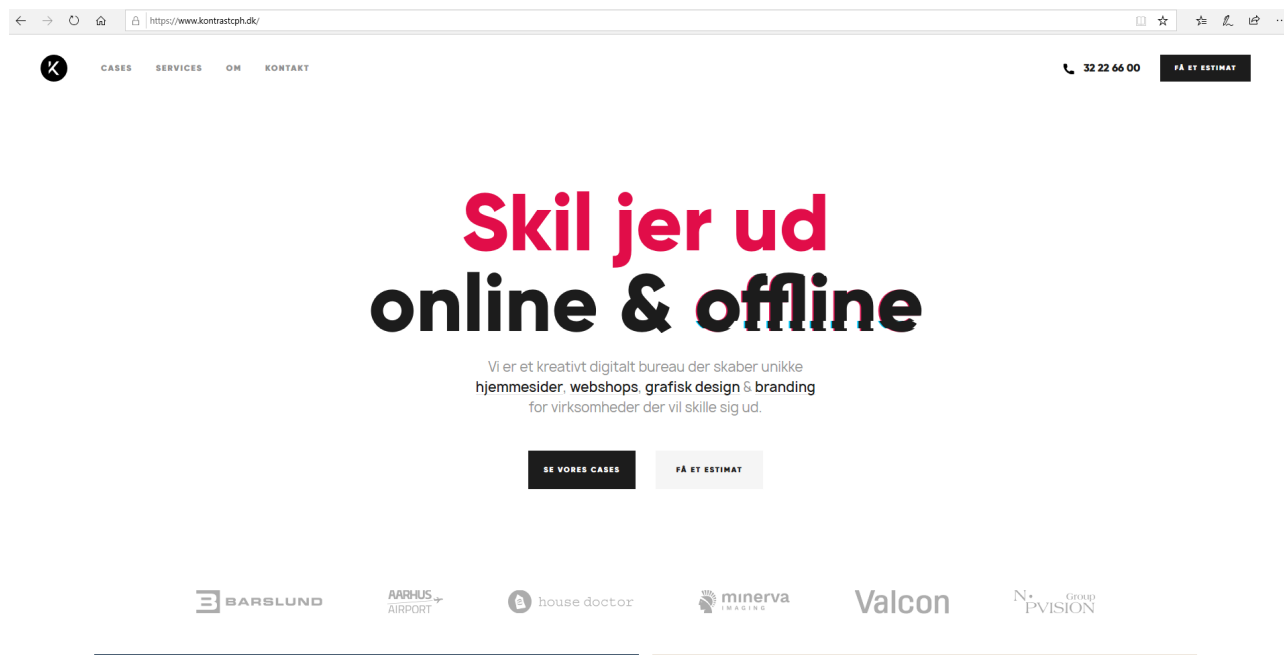 https://www.kontrastcph.dk/
K
CASES SERVICES OM KONTAKT
32 22 66 00
FÅ ET ESTIMAT
Skil jer ud
online & offline
Vi er et kreativt digitalt bureau der skaber unikke
hjemmesider, webshops, grafisk design & branding
for virksomheder der vil skille sig ud.
SE VORES CASES
FÅ ET ESTIMAT
BARSLUND
AARHUS
AIRPORT
house doctor
minerva
IMAGING
Valcon
N.PVISION Group